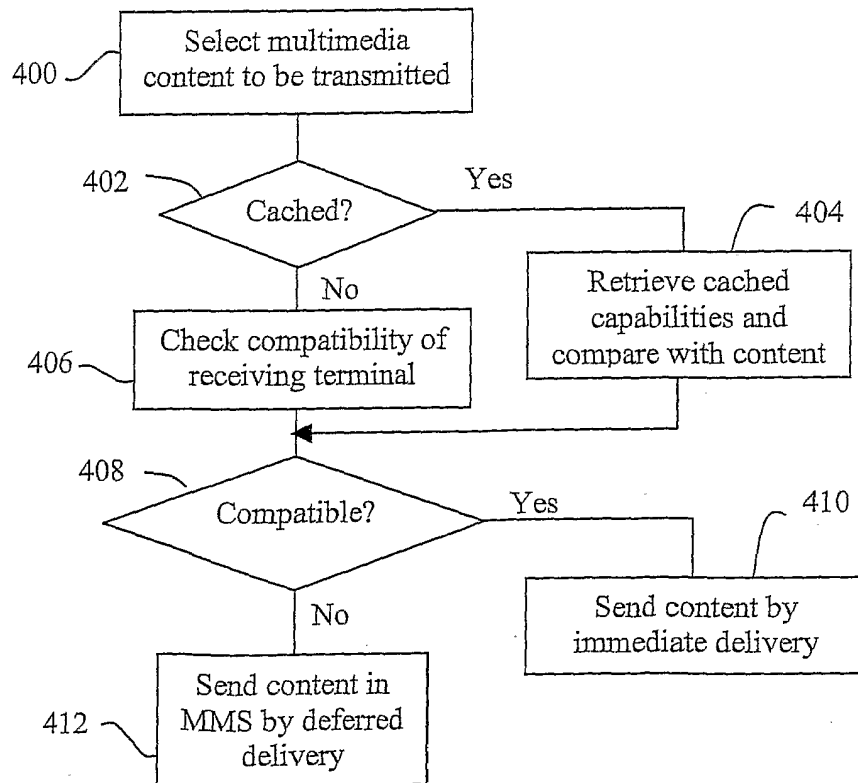 Select multimedia
content to be transmitted
400
402
Cached?
Yes
404
No
Retrieve cached
capabilities and
compare with content
406
Check compatibility of
receiving terminal
408
Compatible?
Yes
410
No
Send content by
immediate delivery
412
Send content in
MMS by deferred
delivery